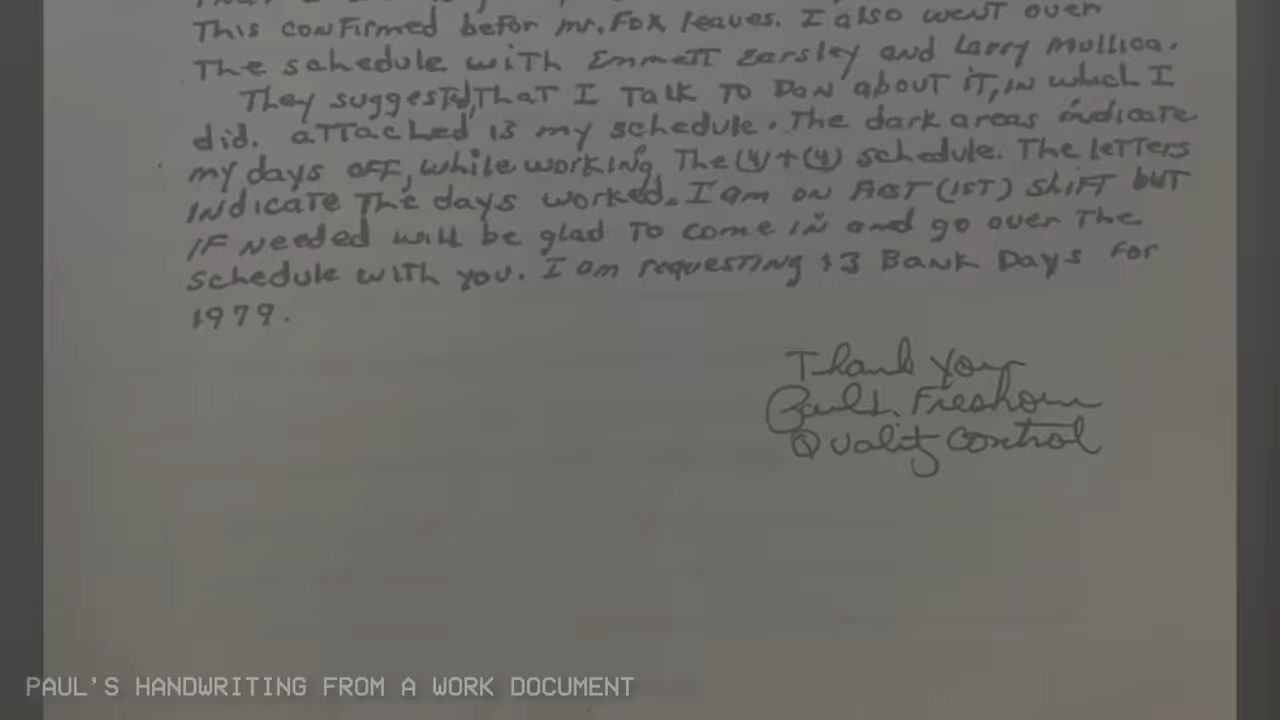 This confirmed befor mr. Fox leaves. I also went over
The schedule with Emmett Earsley and Larry Mullica.
They suggested, That I Talk To Don about iT, in which I
did. aTTached is my schedule. The dark areas indicate
my days OFF, while working The (4)+(4) schedule. The Letters
INdicaTe The days worked. I am on FIRST (1ST) Shift but
IF Needed will be glad To come in and go over The
schedule with you. I am requesTing 13 Bank Days For
1979.
Thank You
Paul L. Freshour
Quality Control
PAUL'S HANDWRITING FROM A WORK DOCUMENT